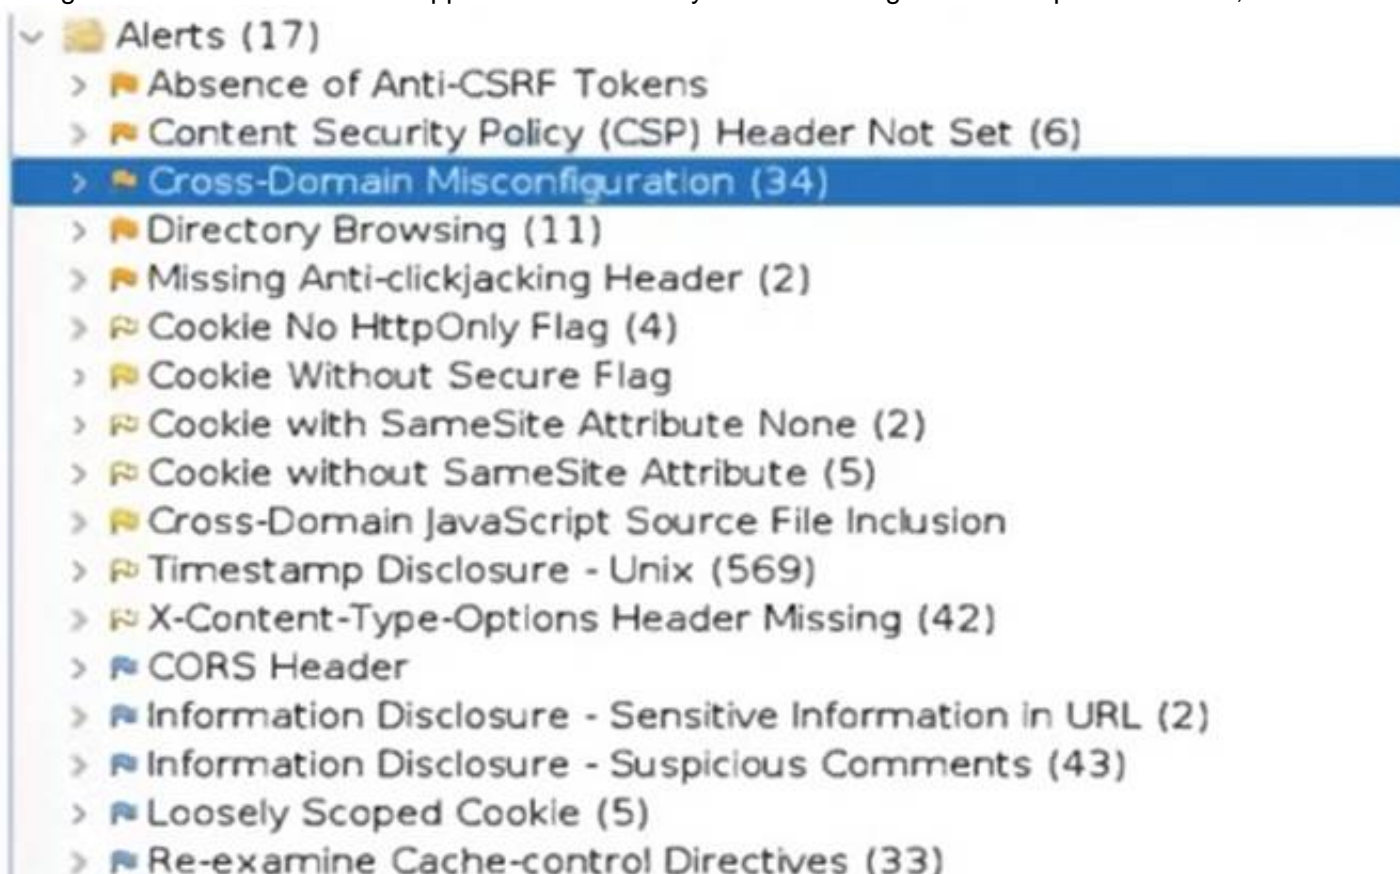 Alerts (17)
Absence of Anti-CSRF Tokens
Content Security Policy (CSP) Header Not Set (6)
Cross-Domain Misconfiguration (34)
Directory Browsing (11)
Missing Anti-clickjacking Header (2)
Cookie No HttpOnly Flag (4)
Cookie Without Secure Flag
Cookie with SameSite Attribute None (2)
Cookie without SameSite Attribute (5)
Cross-Domain JavaScript Source File Inclusion
Timestamp Disclosure - Unix (569)
X-Content-Type-Options Header Missing (42)
CORS Header
Information Disclosure - Sensitive Information in URL (2)
Information Disclosure - Suspicious Comments (43)
Loosely Scoped Cookie (5)
Re-examine Cache-control Directives (33)